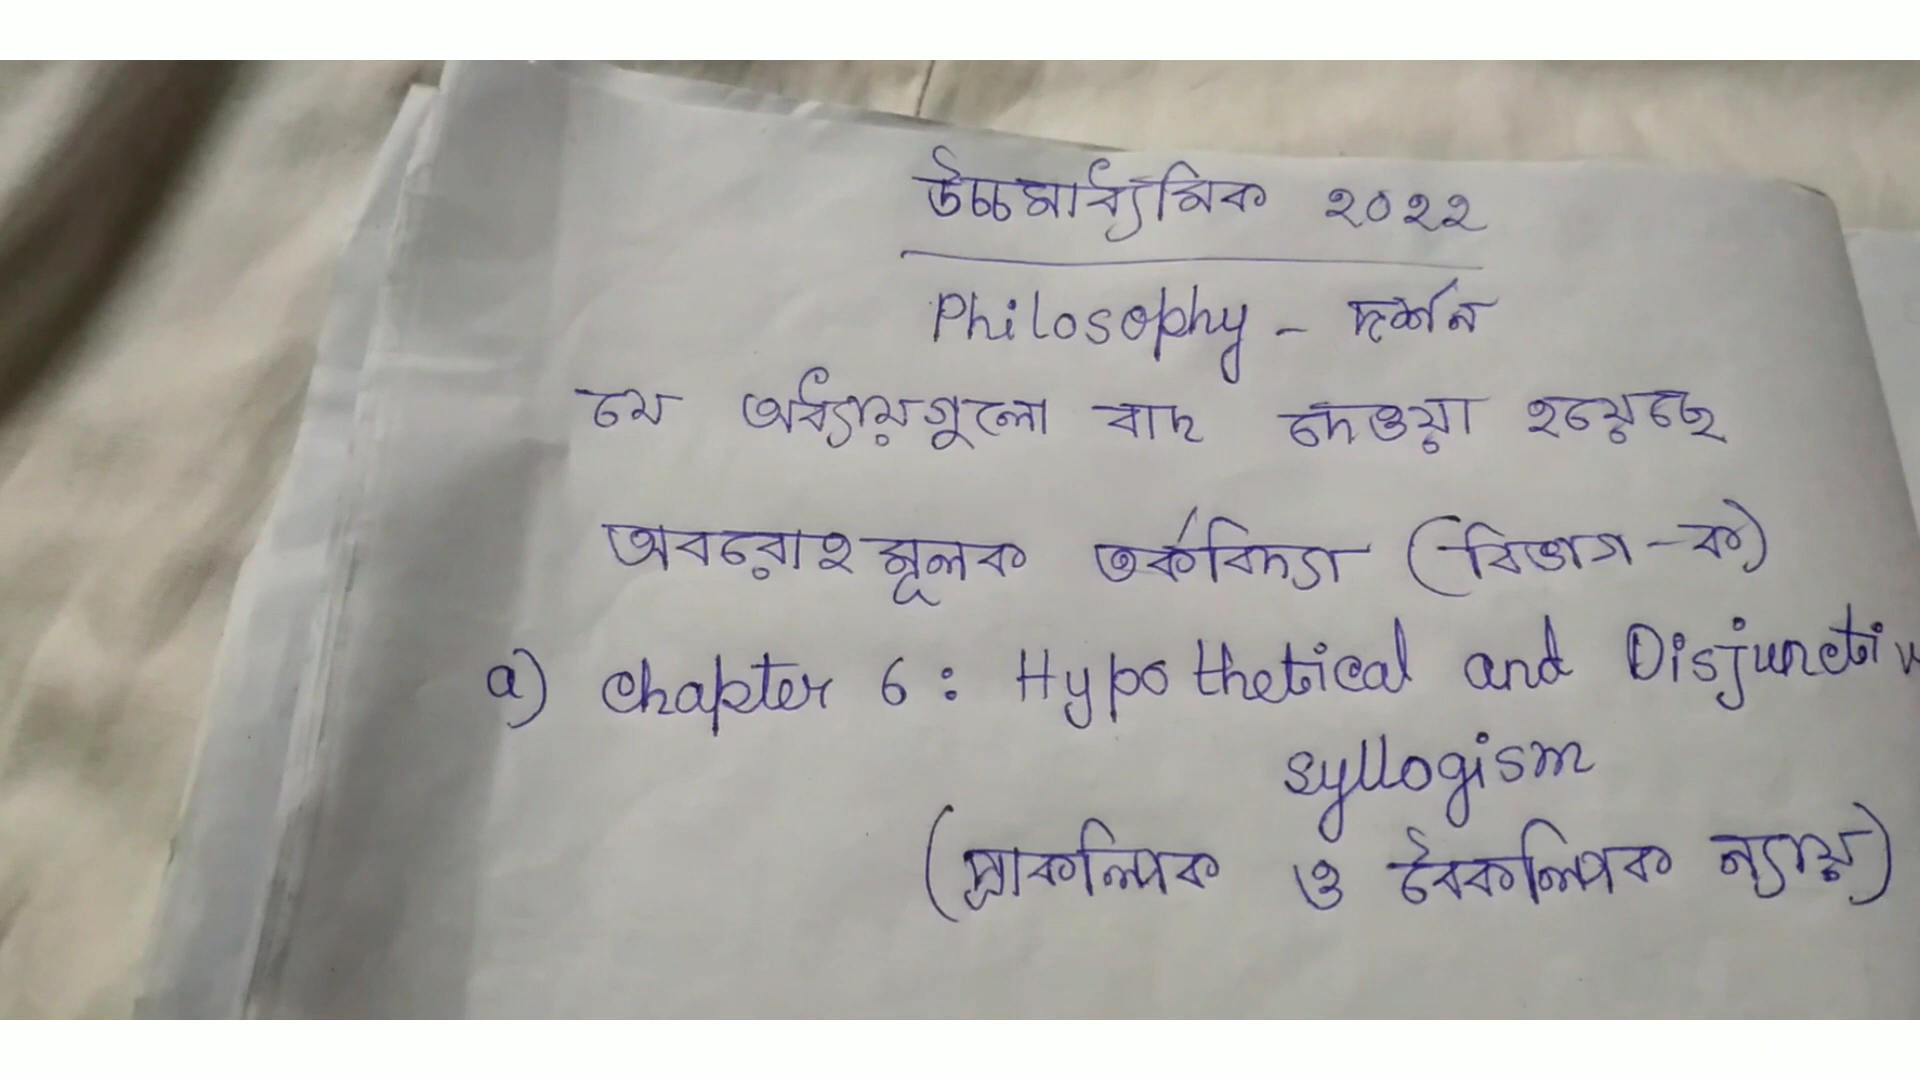 উচ্চমাধ্যমিক ২০২২
Philosophy - দর্শন
যে অধ্যায়গুলো বাদ দেওয়া হয়েছে
অবরোহমূলক তর্কবিদ্যা (বিভাগ-ক)
a) chapter 6 : Hypothetical and Disjunctiv
syllogism
(প্রাকল্পিক ও বৈকল্পিক ন্যায়)